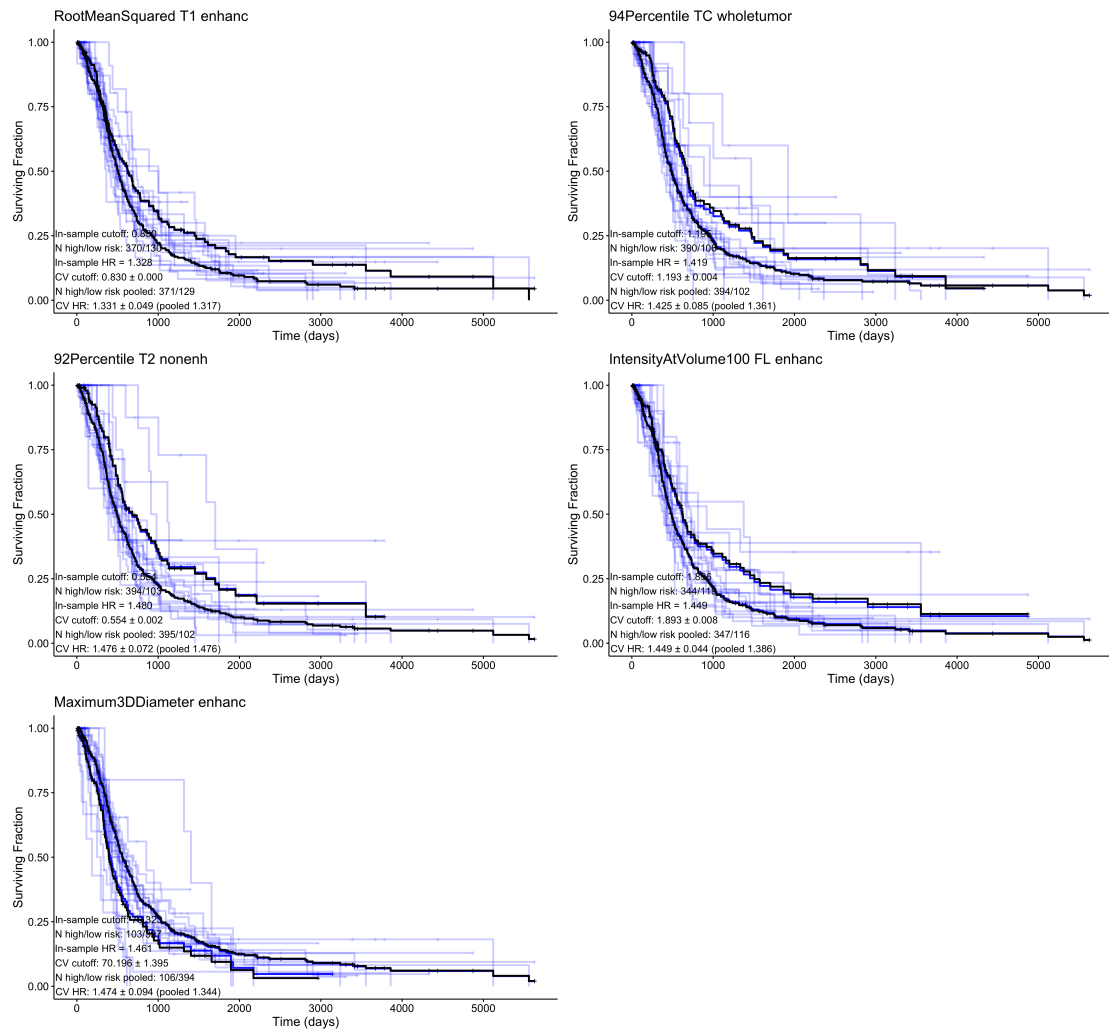 RootMeanSquared T1 enhanc
Surviving Fraction
1.00
0.75
0.50
0.25
0.00
In-sample cutoff:
N high/low risk:
In-sample HR = 1.328
CV cutoff: 0.830 ± 0.000
N high/low risk pooled: 371/129
CV HR: 1.331 ± 0.049 (pooled 1.317)
0 1000 2000 3000 4000 5000
Time (days)
94Percentile TC wholetumor
Surviving Fraction
1.00
0.75
0.50
0.25
0.00
In-sample cutoff:
N high/low risk:
In-sample HR = 1.419
CV cutoff: 1.193 ± 0.004
N high/low risk pooled: 394/102
CV HR: 1.425 ± 0.085 (pooled 1.361)
0 1000 2000 3000 4000 5000
Time (days)
92Percentile T2 nonenh
Surviving Fraction
1.00
0.75
0.50
0.25
0.00
In-sample cutoff:
N high/low risk: 394/103
In-sample HR = 1.480
CV cutoff: 0.554 ± 0.002
N high/low risk pooled: 395/102
CV HR: 1.476 ± 0.072 (pooled 1.476)
0 1000 2000 3000 4000 5000
Time (days)
IntensityAtVolume100 FL enhanc
Surviving Fraction
1.00
0.75
0.50
0.25
0.00
In-sample cutoff:
N high/low risk:
In-sample HR = 1.449
CV cutoff: 1.893 ± 0.008
N high/low risk pooled: 347/116
CV HR: 1.449 ± 0.044 (pooled 1.386)
0 1000 2000 3000 4000 5000
Time (days)
Maximum3DDiameter enhanc
Surviving Fraction
1.00
0.75
0.50
0.25
0.00
In-sample cutoff:
N high/low risk:
In-sample HR = 1.461
CV cutoff: 70.196 ± 1.395
N high/low risk pooled: 106/394
CV HR: 1.474 ± 0.094 (pooled 1.344)
0 1000 2000 3000 4000 5000
Time (days)